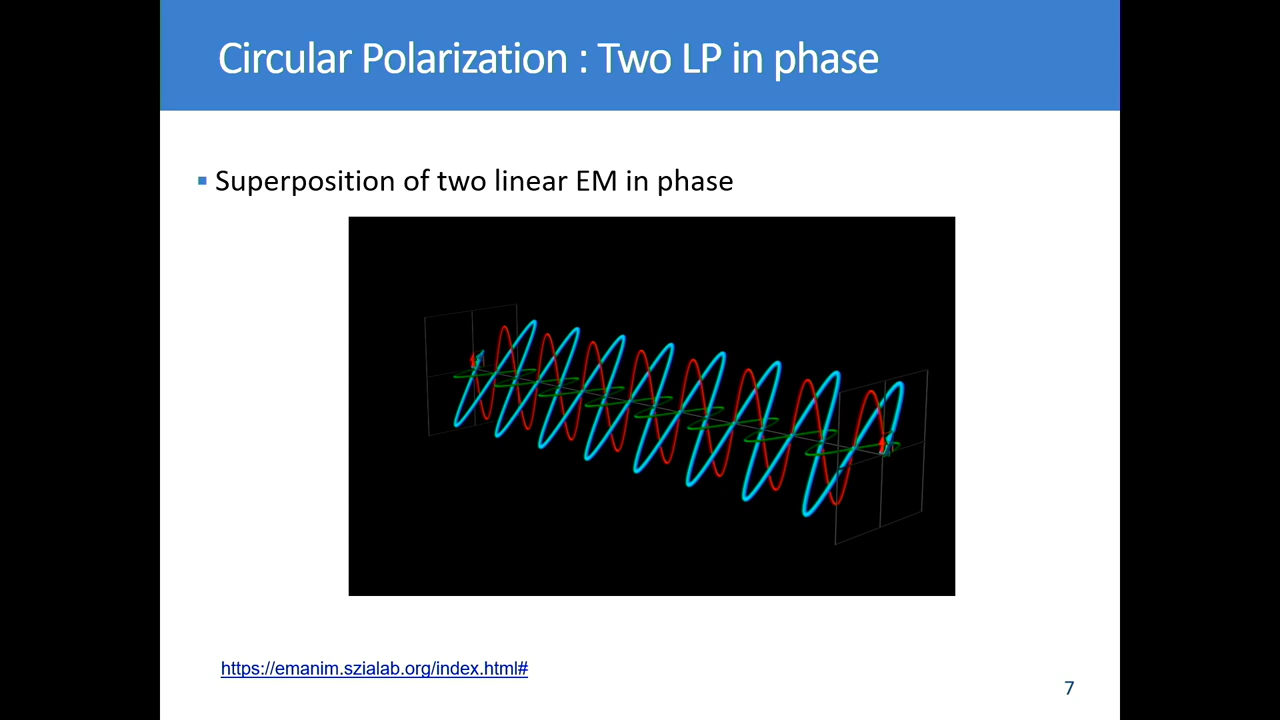 Circular Polarization : Two LP in phase
Superposition of two linear EM in phase
https://emanim.szialab.org/index.html#
7